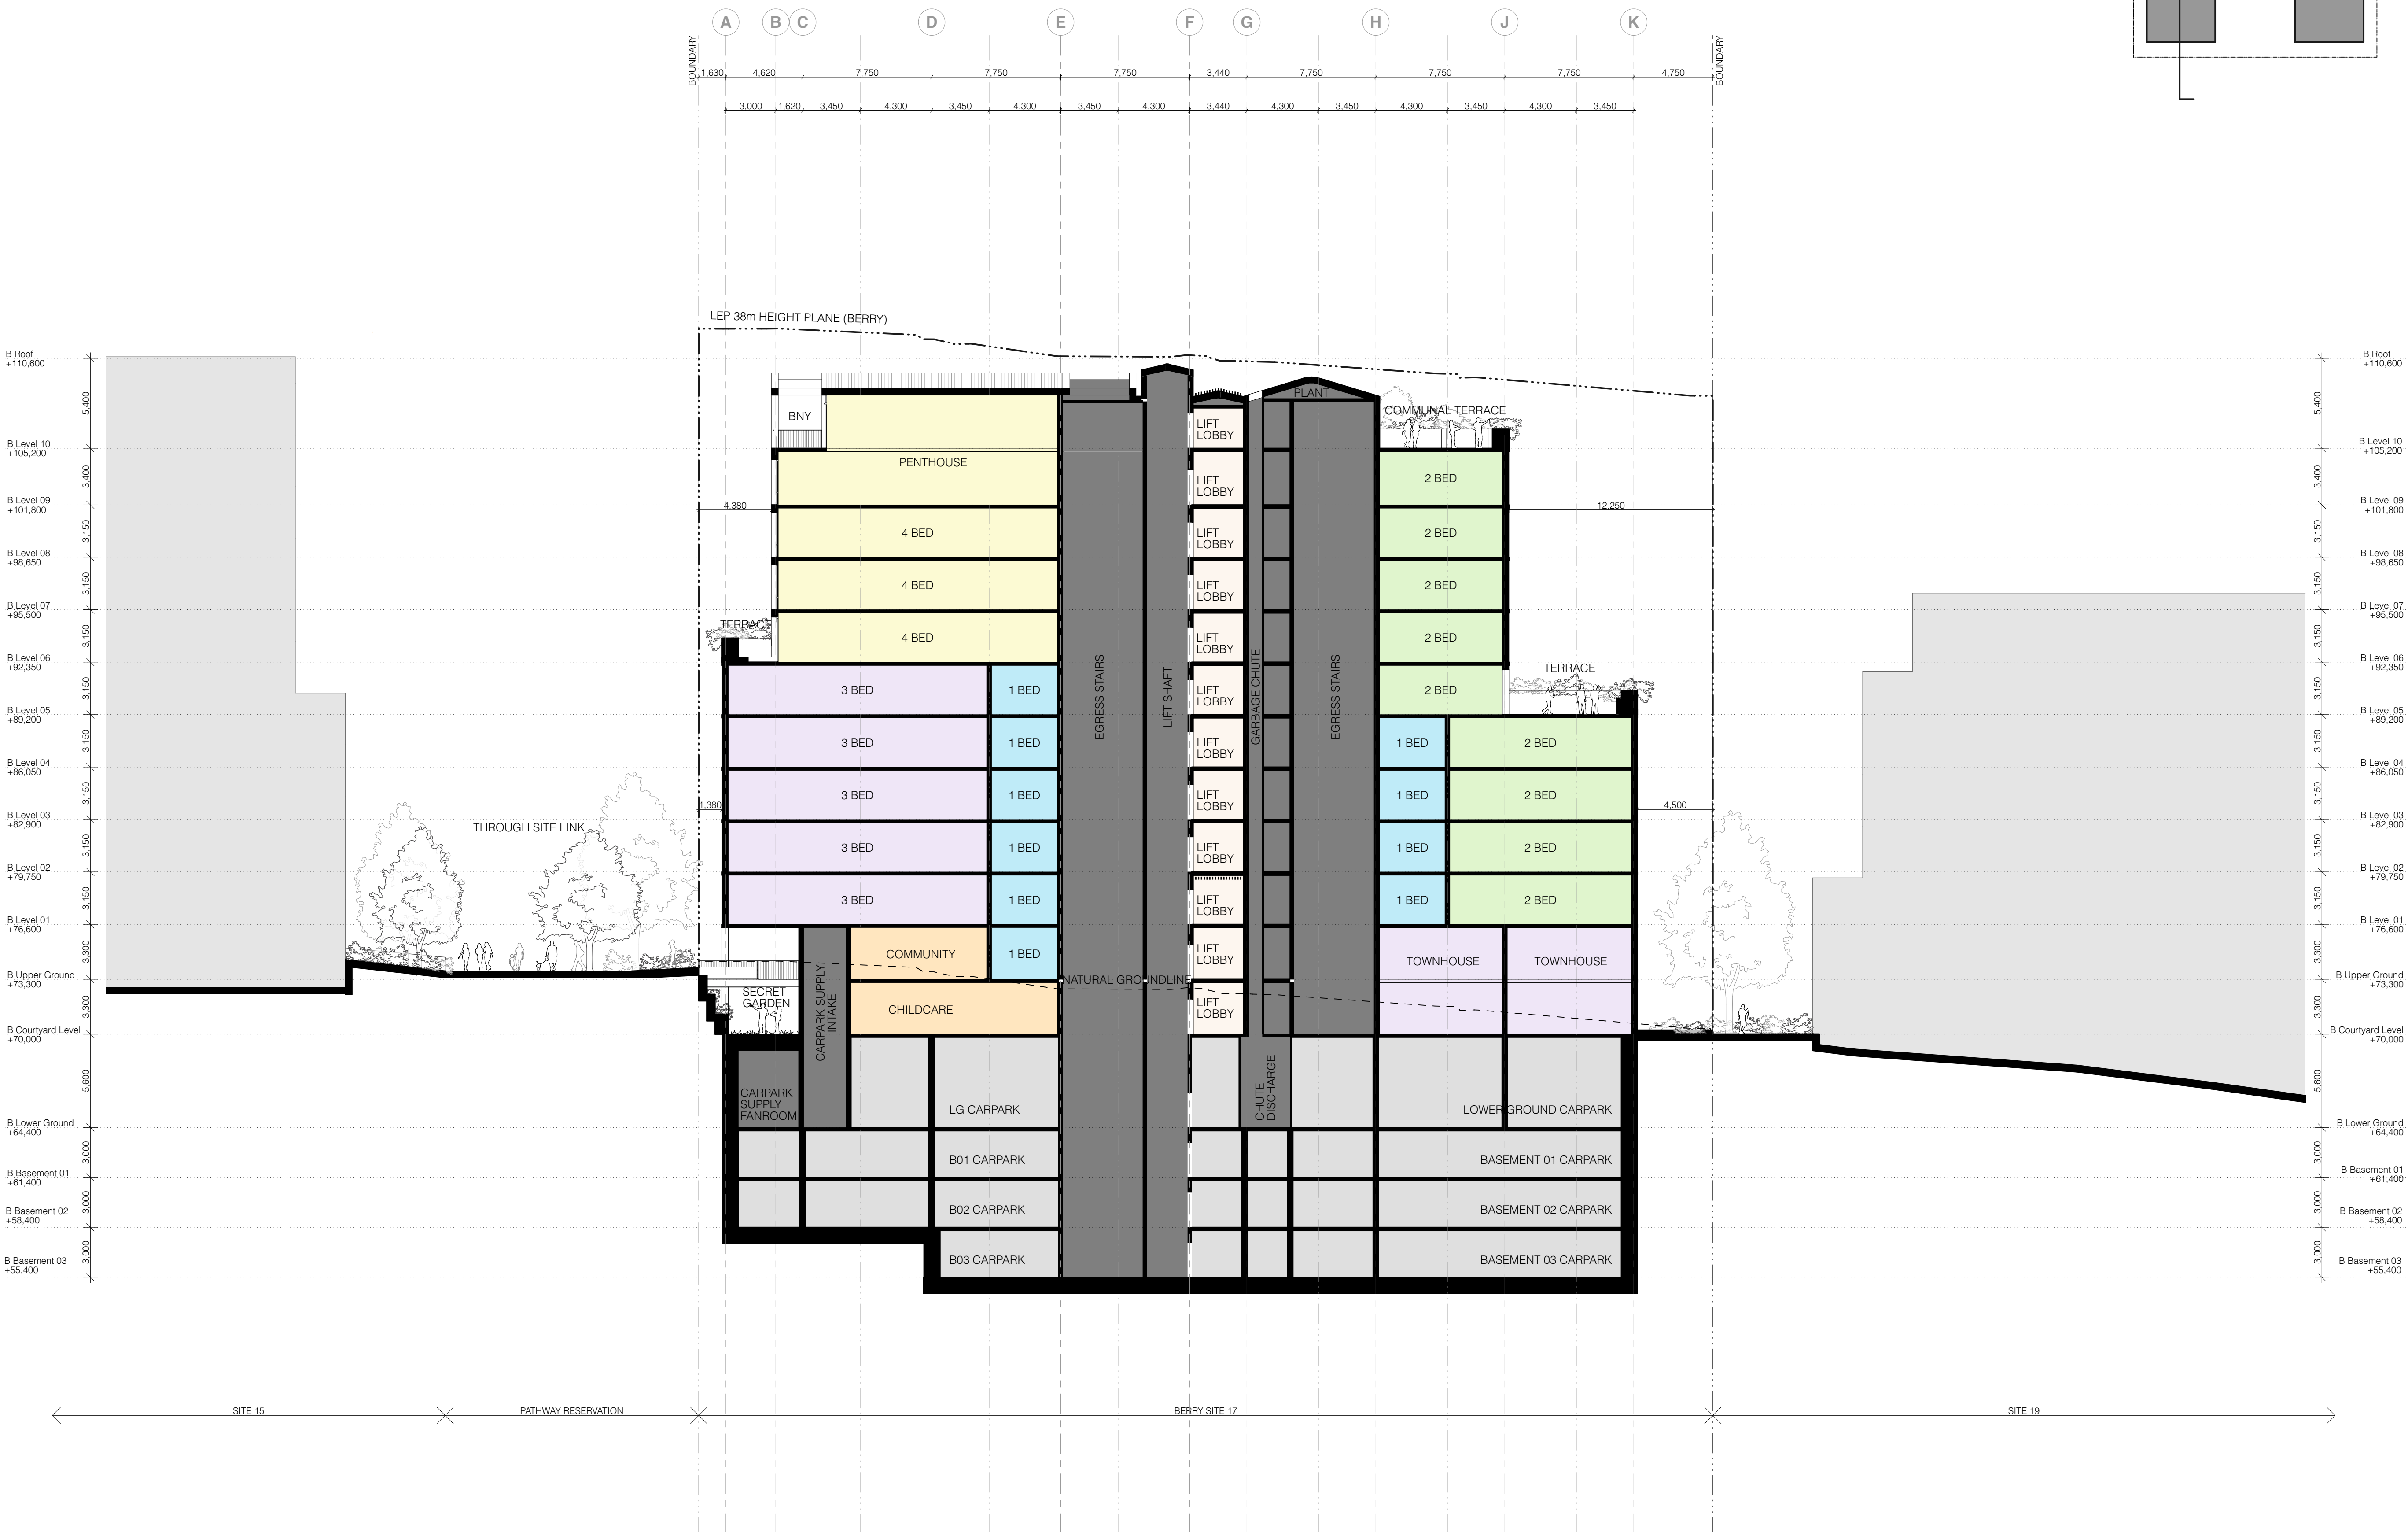 A B C D E F G H J K
BOUNDARY
BOUNDARY
1,630 4,620 7,750 7,750 7,750 3,440 7,750 7,750 7,750 4,750
3,000 1,620 3,450 4,300 3,450 4,300 3,450 4,300 3,440 4,300 3,450 4,300 3,450 4,300 3,450
LEP 38m HEIGHT PLANE (BERRY)
B Roof
+110,600
5,400
B Level 10
+105,200
3,400
B Level 09
+101,800
3,150
B Level 08
+98,650
3,150
B Level 07
+95,500
3,150
B Level 06
+92,350
3,150
B Level 05
+89,200
3,150
B Level 04
+86,050
3,150
B Level 03
+82,900
3,150
B Level 02
+79,750
3,150
B Level 01
+76,600
3,300
B Upper Ground
+73,300
3,300
B Courtyard Level
+70,000
5,600
B Lower Ground
+64,400
3,000
B Basement 01
+61,400
3,000
B Basement 02
+58,400
3,000
B Basement 03
+55,400
THROUGH SITE LINK
BNY
PENTHOUSE
4,380
4 BED
4 BED
4 BED
TERRACE
3 BED
1 BED
3 BED
1 BED
3 BED
1 BED
1,380
3 BED
1 BED
3 BED
1 BED
COMMUNITY
1 BED
CHILDCARE
NATURAL GROUNDLINE
SECRET
GARDEN
CARPARK SUPPLY
INTAKE
CARPARK
SUPPLY
FANROOM
LG CARPARK
B01 CARPARK
B02 CARPARK
B03 CARPARK
EGRESS STAIRS
LIFT SHAFT
LIFT
LOBBY
LIFT
LOBBY
LIFT
LOBBY
LIFT
LOBBY
LIFT
LOBBY
LIFT
LOBBY
LIFT
LOBBY
LIFT
LOBBY
LIFT
LOBBY
LIFT
LOBBY
LIFT
LOBBY
LIFT
LOBBY
GARBAGE CHUTE
CHUTE
DISCHARGE
EGRESS STAIRS
PLANT
COMMUNAL TERRACE
2 BED
12,250
2 BED
2 BED
2 BED
2 BED
TERRACE
1 BED
2 BED
1 BED
2 BED
4,500
1 BED
2 BED
1 BED
2 BED
TOWNHOUSE
TOWNHOUSE
LOWER GROUND CARPARK
BASEMENT 01 CARPARK
BASEMENT 02 CARPARK
BASEMENT 03 CARPARK
B Roof
+110,600
5,400
B Level 10
+105,200
3,400
B Level 09
+101,800
3,150
B Level 08
+98,650
3,150
B Level 07
+95,500
3,150
B Level 06
+92,350
3,150
B Level 05
+89,200
3,150
B Level 04
+86,050
3,150
B Level 03
+82,900
3,150
B Level 02
+79,750
3,150
B Level 01
+76,600
3,300
B Upper Ground
+73,300
3,300
B Courtyard Level
+70,000
5,600
B Lower Ground
+64,400
3,000
B Basement 01
+61,400
3,000
B Basement 02
+58,400
3,000
B Basement 03
+55,400
SITE 15
PATHWAY RESERVATION
BERRY SITE 17
SITE 19